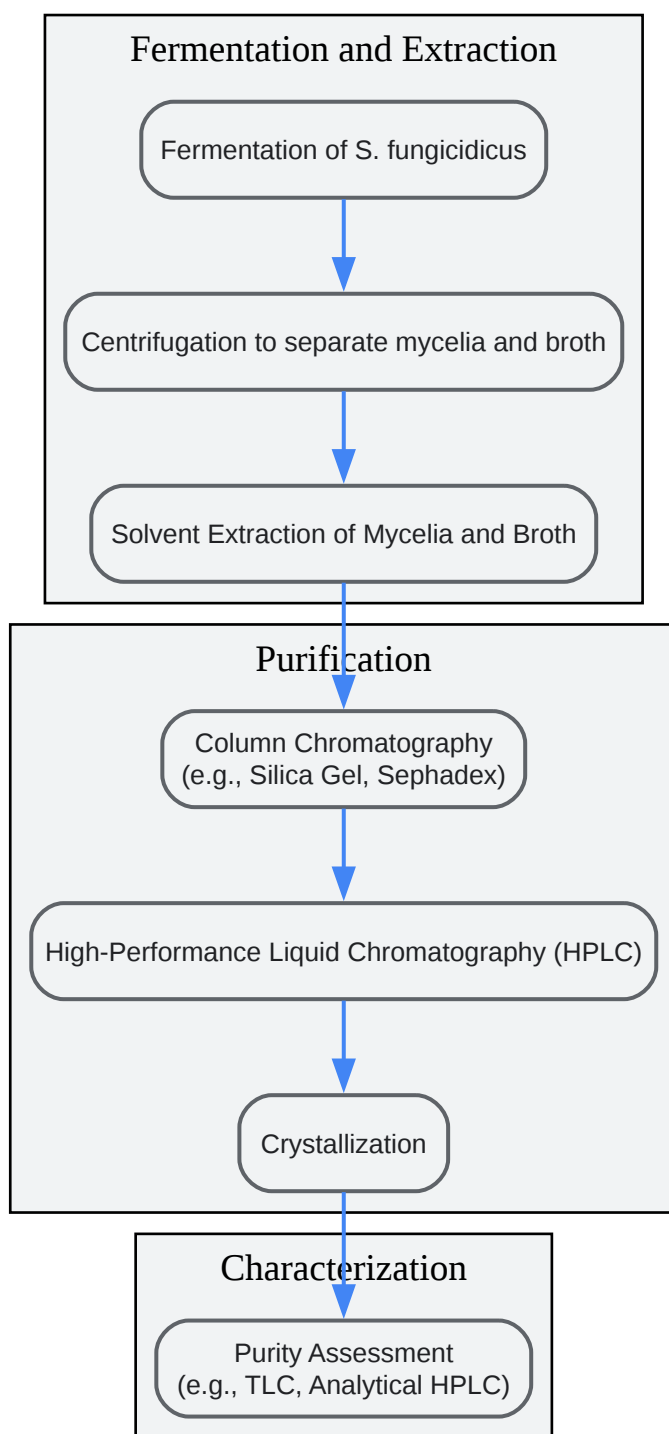 Fermentation and Extraction
Fermentation of S. fungicidicus
Centrifugation to separate mycelia and broth
Solvent Extraction of Mycelia and Broth
Purification
Column Chromatography
(e.g., Silica Gel, Sephadex)
High-Performance Liquid Chromatography (HPLC)
Crystallization
Characterization
Purity Assessment
(e.g., TLC, Analytical HPLC)